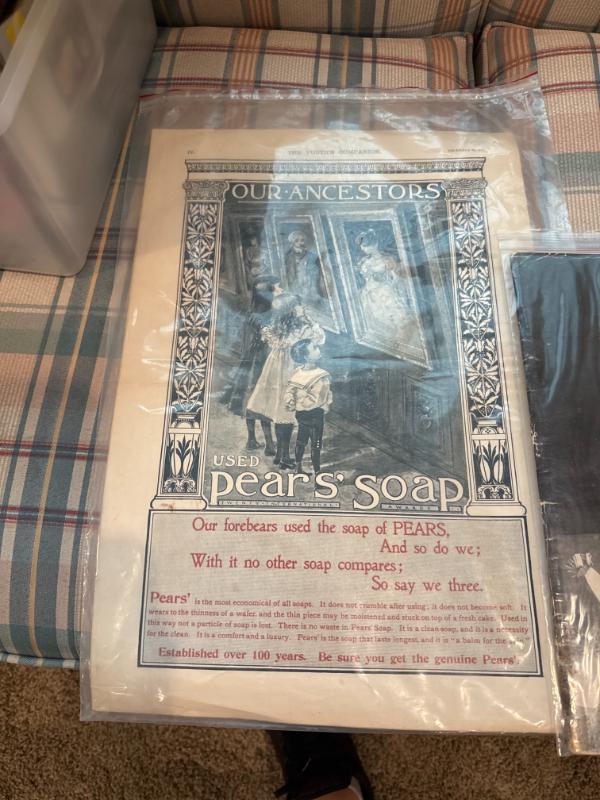 THE YOUTH'S COMPANION.
OUR·ANCESTORS
USED
pears' soap
TWENTY INTERNATIONAL AWARDS
Our forebears used the soap of PEARS,
And so do we;
With it no other soap compares;
So say we three.
Pears' is the most economical of all soaps. It does not crumble after using; it does not become soft. It
wears to the thinness of a wafer, and the thin piece may be moistened and stuck on top of a fresh cake. Used in
this way not a particle of soap is lost. There is no waste in Pears' Soap. It is a clean soap, and it is a necessity
for the clean. It is a comfort and a luxury. Pears' is the soap that lasts longest, and it is "a balm for the
Established over 100 years. Be sure you get the genuine Pears'.